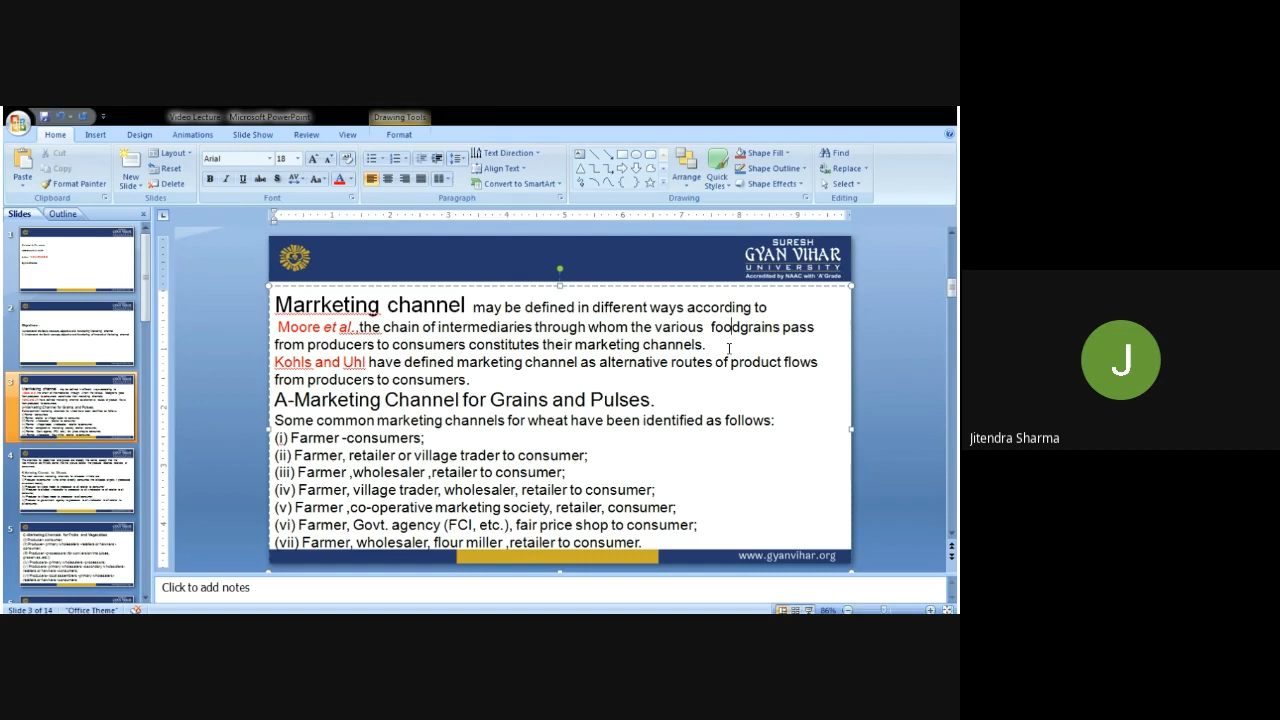 Video Lecture - Microsoft PowerPoint
Drawing Tools
Home
Insert
Design
Animations
Slide Show
Review
View
Format
Paste
Cut
Copy
Format Painter
Clipboard
New Slide
Layout
Reset
Delete
Slides
Arial
18
Font
Text Direction
Align Text
Convert to SmartArt
Paragraph
Arrange
Quick Styles
Shape Fill
Shape Outline
Shape Effects
Drawing
Find
Replace
Select
Editing
Slides
Outline
1
2
3
4
5
SURESH
GYAN VIHAR
UNIVERSITY
Accredited by NAAC with 'A' Grade
Marrketing channel may be defined in different ways according to
Moore et al.,the chain of intermediaries through whom the various foodgrains pass
from producers to consumers constitutes their marketing channels.
Kohls and Uhl have defined marketing channel as alternative routes of product flows
from producers to consumers.
A-Marketing Channel for Grains and Pulses.
Some common marketing channels for wheat have been identified as follows:
(i) Farmer -consumers;
(ii) Farmer, retailer or village trader to consumer;
(iii) Farmer ,wholesaler ,retailer to consumer;
(iv) Farmer, village trader, wholesaler, retailer to consumer;
(v) Farmer ,co-operative marketing society, retailer, consumer;
(vi) Farmer, Govt. agency (FCI, etc.), fair price shop to consumer;
(vii) Farmer, wholesaler, flour miller ,retailer to consumer.
www.gyanvihar.org
Click to add notes
Slide 3 of 14
"Office Theme"
86%
J
Jitendra Sharma